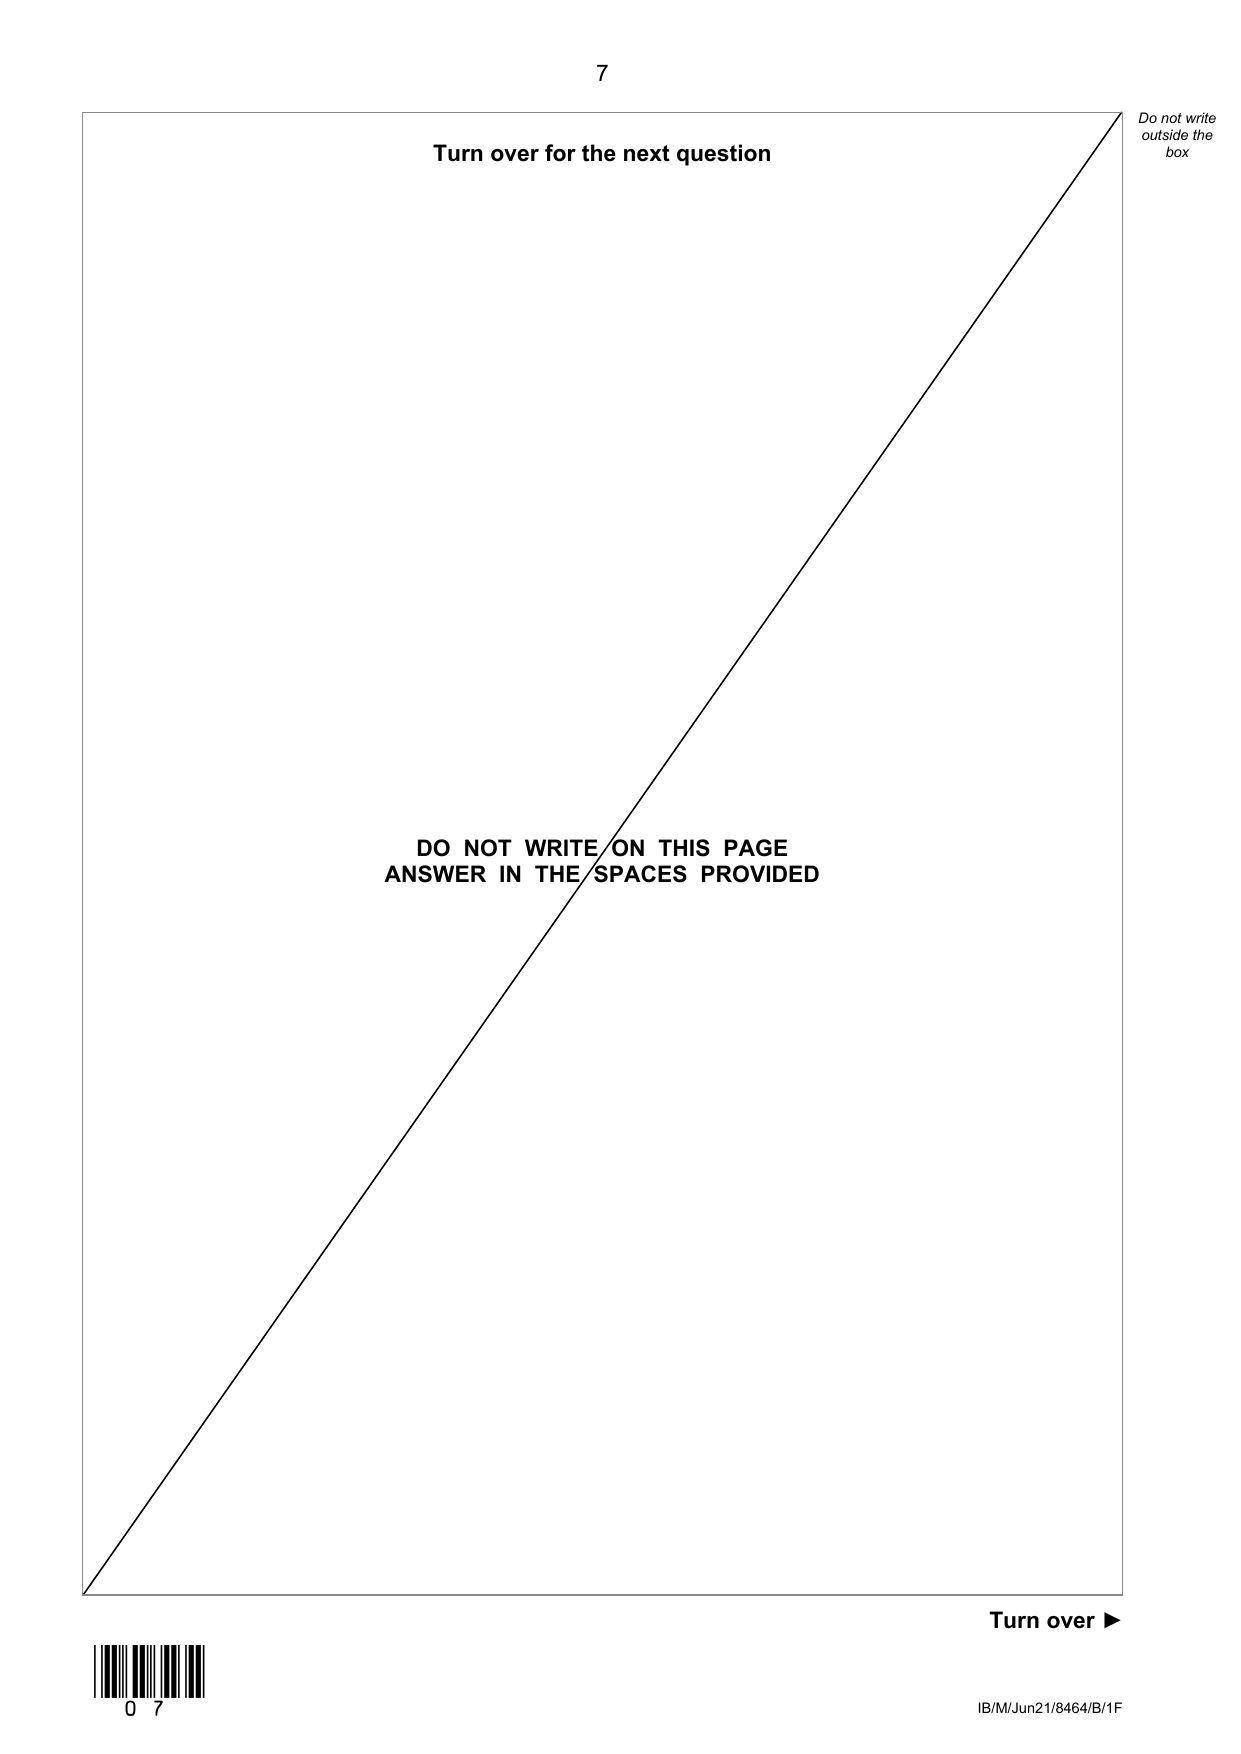 7
Do not write
outside the
box
Turn over for the next question
DO NOT WRITE ON THIS PAGE
ANSWER IN THE SPACES PROVIDED
Turn over ►
0 7
IB/M/Jun21/8464/B/1F